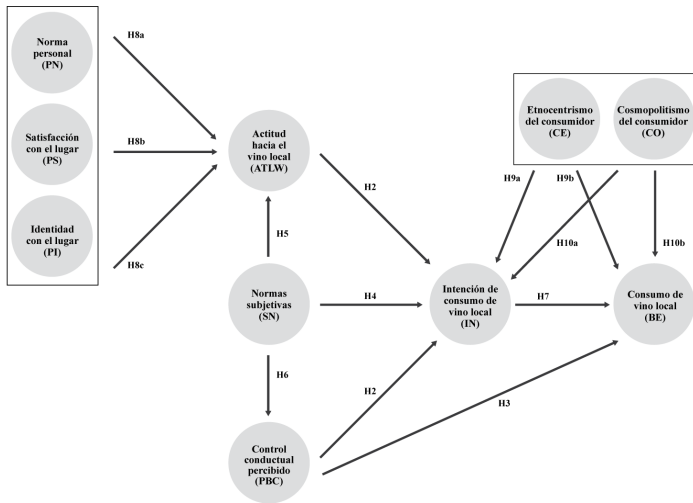 Norma
personal
(PN)
H8a
Satisfacción
con el lugar
(PS)
H8b
Identidad
con el lugar
(PI)
H8c
Actitud
hacia el
vino local
(ATLW)
H2
H5
Etnocentrismo
del consumidor
(CE)
Cosmopolitismo
del consumidor
(CO)
H9a
H9b
H10a
H10b
Normas
subjetivas
(SN)
H4
Intención de
consumo de
vino local
(IN)
H7
Consumo de
vino local
(BE)
H6
H2
H3
Control
conductual
percibido
(PBC)